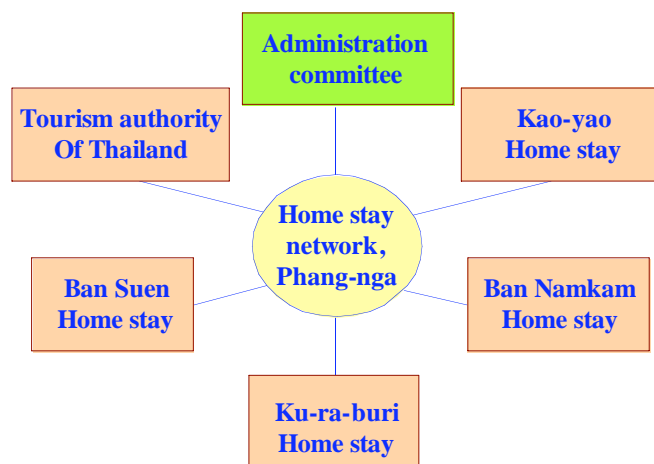 Administration
committee
Tourism authority
Of Thailand
Kao-yao
Home stay
Home stay
network,
Phang-nga
Ban Suen
Home stay
Ban Namkam
Home stay
Ku-ra-buri
Home stay